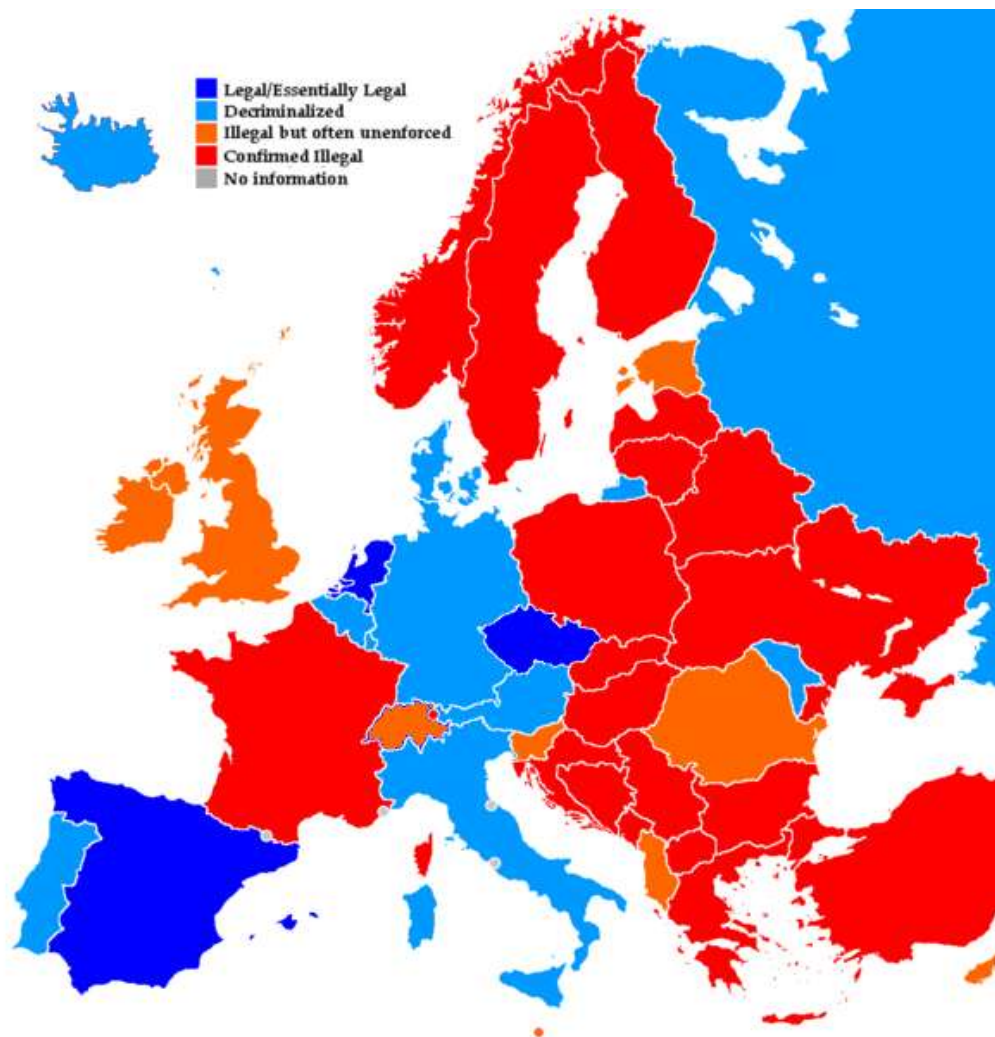 Legal/Essentially Legal
Decriminalized
Illegal but often unenforced
Confirmed Illegal
No information